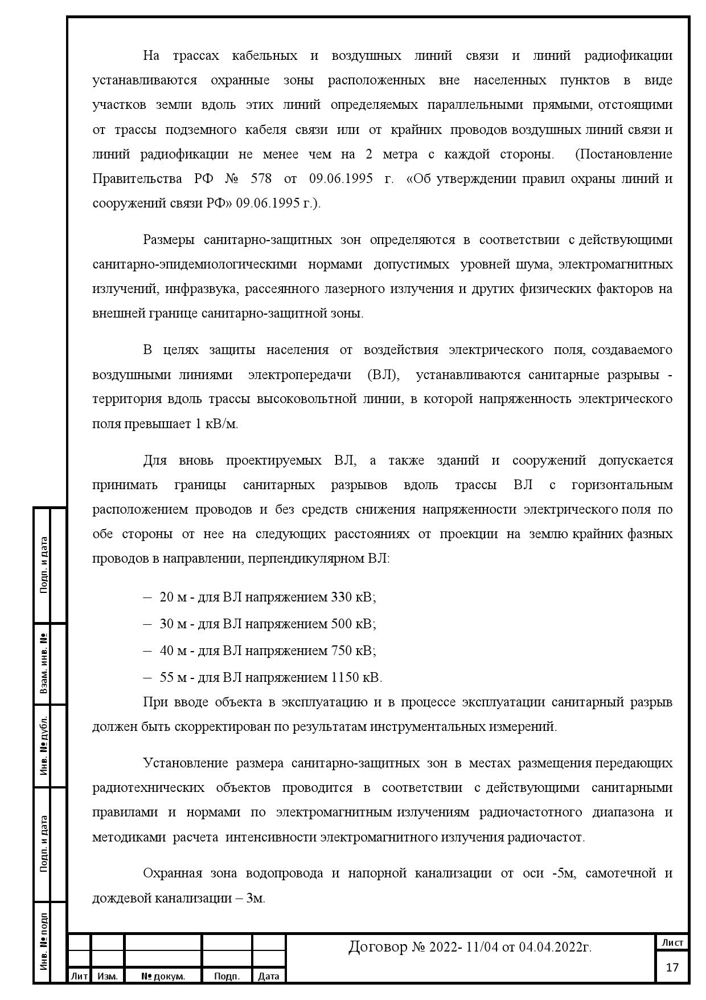 На трассах кабельных и воздушных линий связи и линий радиофикации
устанавливаются охранные зоны расположенных вне населенных пунктов в виде
участков земли вдоль этих линий определяемых параллельными прямыми, отстоящими
от трассы подземного кабеля связи или от крайних проводов воздушных линий связи и
линий радиофикации не менее чем на 2 метра с каждой стороны. (Постановление
Правительства РФ № 578 от 09.06.1995 г. «Об утверждении правил охраны линий и
сооружений связи РФ» 09.06.1995 г.).
Размеры санитарно-защитных зон определяются в соответствии с действующими
санитарно-эпидемиологическими нормами допустимых уровней шума, электромагнитных
излучений, инфразвука, рассеянного лазерного излучения и других физических факторов на
внешней границе санитарно-защитной зоны.
В целях защиты населения от воздействия электрического поля, создаваемого
воздушными линиями электропередачи (ВЛ), устанавливаются санитарные разрывы -
территория вдоль трассы высоковольтной линии, в которой напряженность электрического
поля превышает 1 кВ/м.
Для вновь проектируемых ВЛ, а также зданий и сооружений допускается
принимать границы санитарных разрывов вдоль трассы ВЛ с горизонтальным
расположением проводов и без средств снижения напряженности электрического поля по
обе стороны от нее на следующих расстояниях от проекции на землю крайних фазных
проводов в направлении, перпендикулярном ВЛ:
– 20 м - для ВЛ напряжением 330 кВ;
– 30 м - для ВЛ напряжением 500 кВ;
– 40 м - для ВЛ напряжением 750 кВ;
– 55 м - для ВЛ напряжением 1150 кВ.
При вводе объекта в эксплуатацию и в процессе эксплуатации санитарный разрыв
должен быть скорректирован по результатам инструментальных измерений.
Установление размера санитарно-защитных зон в местах размещения передающих
радиотехнических объектов проводится в соответствии с действующими санитарными
правилами и нормами по электромагнитным излучениям радиочастотного диапазона и
методиками расчета интенсивности электромагнитного излучения радиочастот.
Охранная зона водопровода и напорной канализации от оси -5м, самотечной и
дождевой канализации – 3м.
Подп. и дата
Взам. инв. №
Инв. № дубл.
Подп. и дата
Инв. № подп
Договор № 2022- 11/04 от 04.04.2022г.
Лист
17
Лит Изм. № докум. Подп. Дата